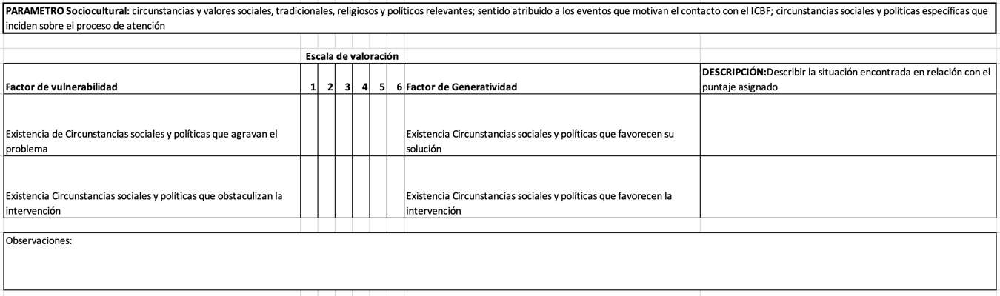 PARAMETRO Sociocultural: circunstancias y valores sociales, tradicionales, religiosos y políticos relevantes; sentido atribuido a los eventos que motivan el contacto con el ICBF; circunstancias sociales y políticas específicas que
inciden sobre el proceso de atención
Escala de valoración
DESCRIPCIÓN:Describir la situación encontrada en relación con el
Factor de vulnerabilidad 1 2 3 4 5 6 Factor de Generatividad puntaje asignado
Existencia de Circunstancias sociales y políticas que agravan el
problema
Existencia Circunstancias sociales y políticas que favorecen su
solución
Existencia Circunstancias sociales y políticas que obstaculizan la
intervención
Existencia Circunstancias sociales y políticas que favorecen la
intervención
Observaciones: